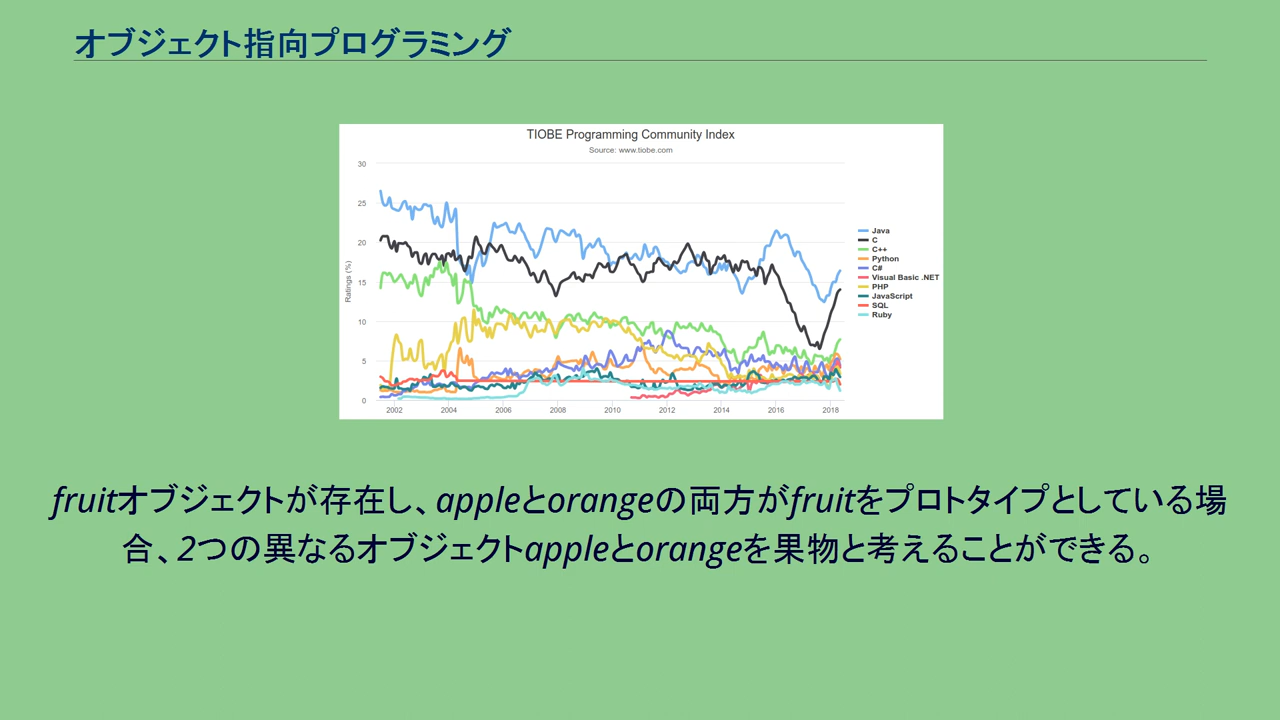 オブジェクト指向プログラミング
TIOBE Programming Community Index
Source: www.tiobe.com
Ratings (%)
30
25
20
15
10
5
0
2002 2004 2006 2008 2010 2012 2014 2016 2018
Java
C
C++
Python
C#
Visual Basic .NET
PHP
JavaScript
SQL
Ruby
fruitオブジェクトが存在し、appleとorangeの両方がfruitをプロトタイプとしている場
合、2つの異なるオブジェクトappleとorangeを果物と考えることができる。